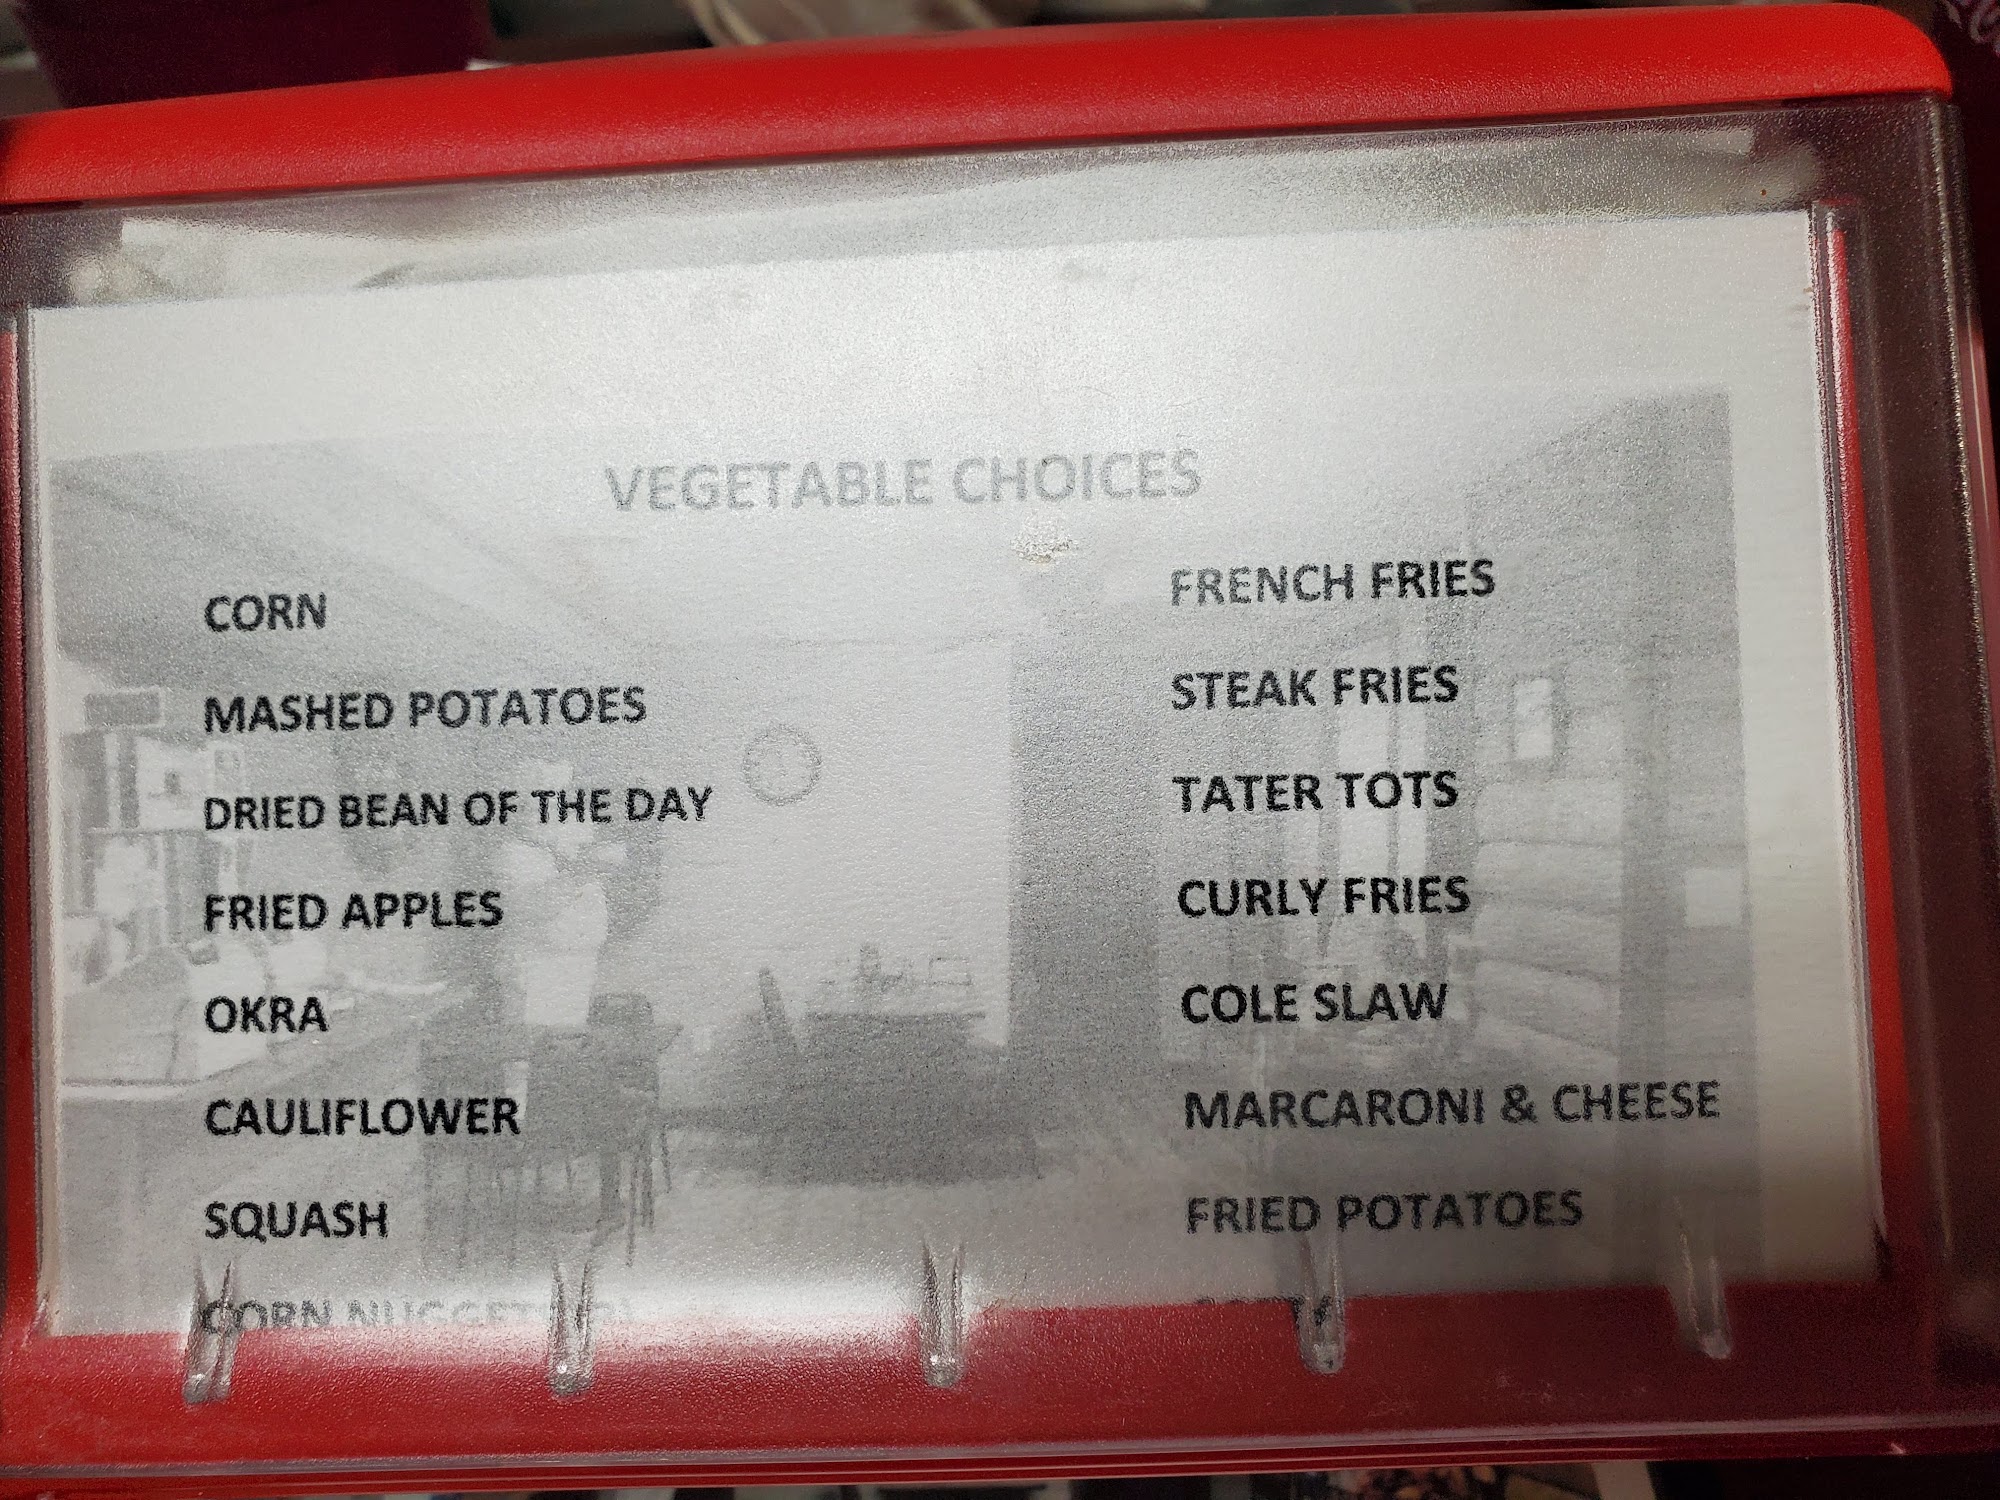 VEGETABLE CHOICES
CORN
MASHED POTATOES
DRIED BEAN OF THE DAY
FRIED APPLES
OKRA
CAULIFLOWER
SQUASH
CORN
FRENCH FRIES
STEAK FRIES
TATER TOTS
CURLY FRIES
COLE SLAW
MARCARONI & CHEESE
FRIED POTATOES